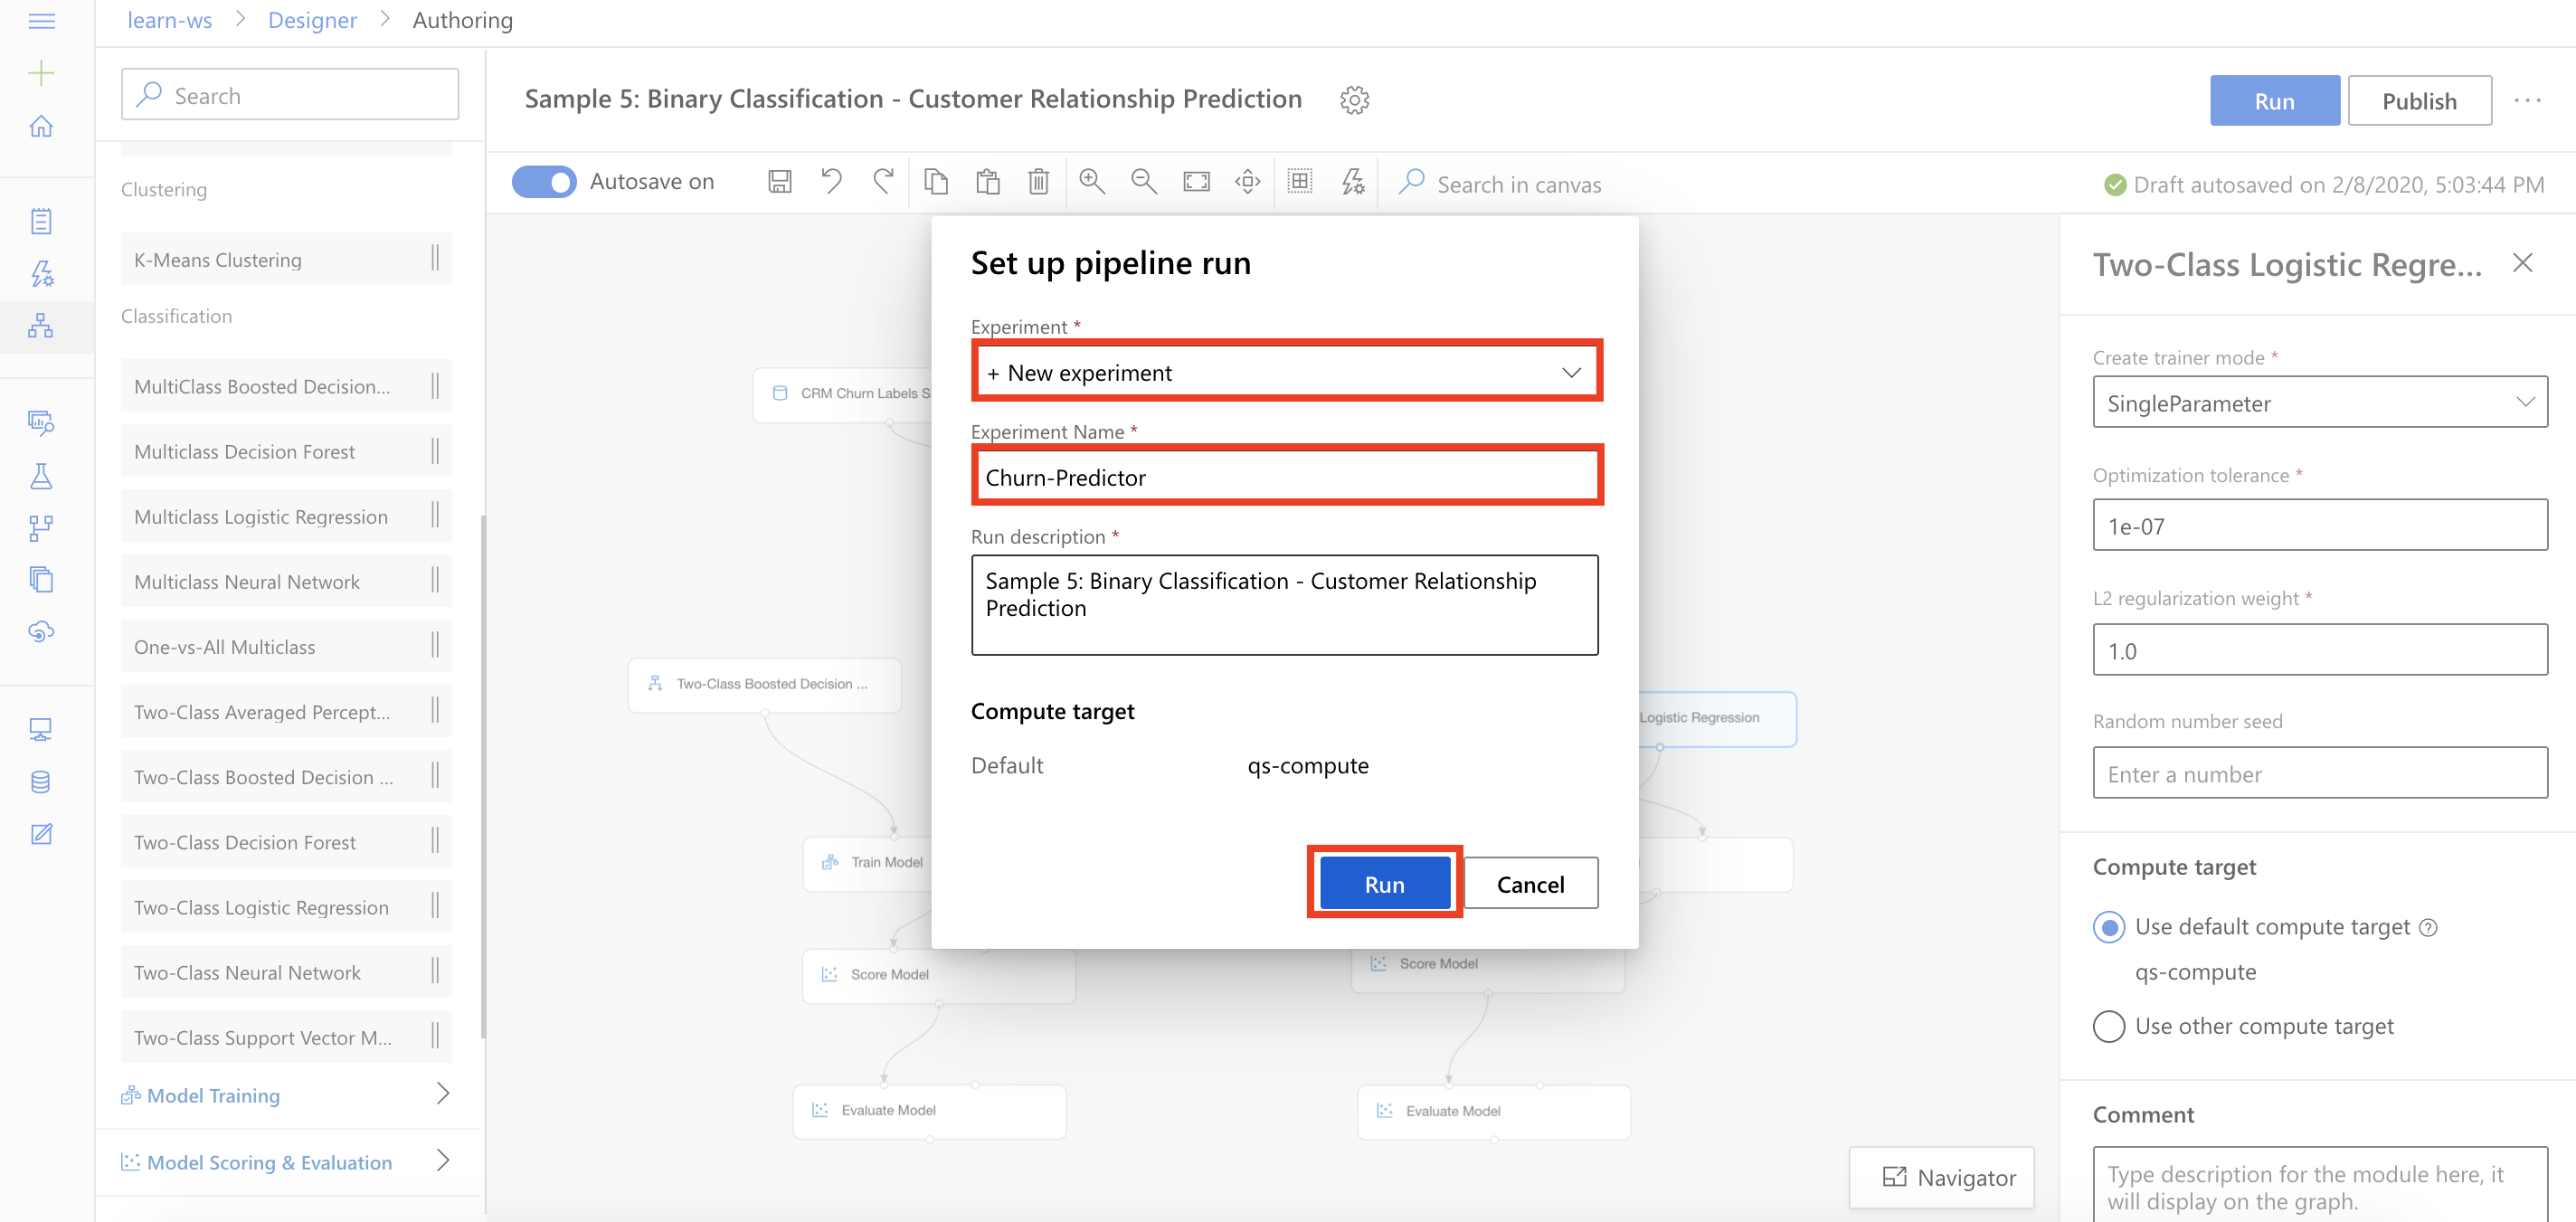 learn-ws > Designer > Authoring
Search
Clustering
K-Means Clustering
Classification
MultiClass Boosted Decision...
Multiclass Decision Forest
Multiclass Logistic Regression
Multiclass Neural Network
One-vs-All Multiclass
Two-Class Averaged Percept...
Two-Class Boosted Decision ...
Two-Class Decision Forest
Two-Class Logistic Regression
Two-Class Neural Network
Two-Class Support Vector M...
Model Training
Model Scoring & Evaluation
Sample 5: Binary Classification - Customer Relationship Prediction
Run
Publish
Autosave on
Search in canvas
Draft autosaved on 2/8/2020, 5:03:44 PM
CRM Churn Labels S
Two-Class Boosted Decision ...
Logistic Regression
Train Model
Score Model
Score Model
Evaluate Model
Evaluate Model
Navigator
Set up pipeline run
Experiment *
+ New experiment
Experiment Name *
Churn-Predictor
Run description *
Sample 5: Binary Classification - Customer Relationship
Prediction
Compute target
Default qs-compute
Run
Cancel
Two-Class Logistic Regre...
Create trainer mode *
SingleParameter
Optimization tolerance *
1e-07
L2 regularization weight *
1.0
Random number seed
Enter a number
Compute target
Use default compute target
qs-compute
Use other compute target
Comment
Type description for the module here, it
will display on the graph.